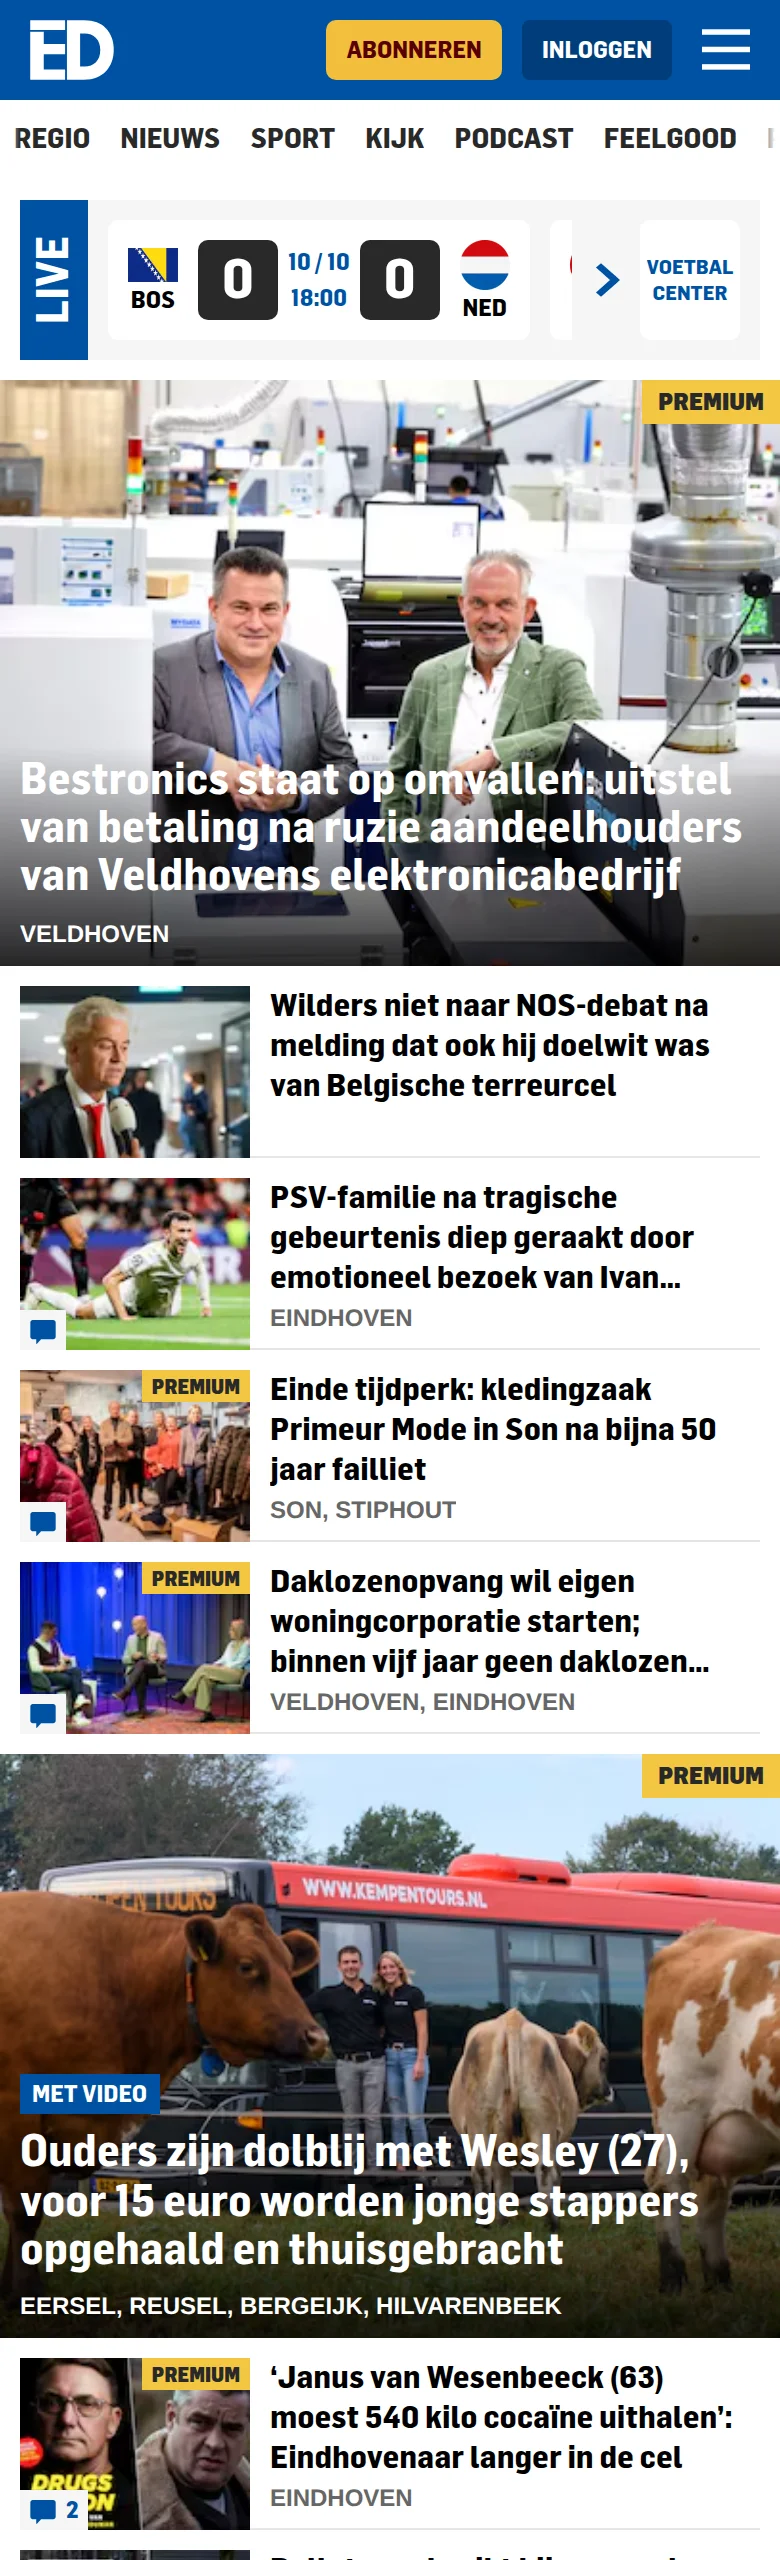 ED
ABONNEREN
INLOGGEN
REGIO NIEUWS SPORT KIJK PODCAST FEELGOOD
LIVE
BOS
0
10 / 10
18:00
0
NED
VOETBAL
CENTER
PREMIUM
MYDATA
Bestronics staat op omvallen: uitstel
van betaling na ruzie aandeelhouders
van Veldhovens elektronicabedrijf
VELDHOVEN
Wilders niet naar NOS-debat na
melding dat ook hij doelwit was
van Belgische terreurcel
PSV-familie na tragische
gebeurtenis diep geraakt door
emotioneel bezoek van Ivan...
EINDHOVEN
PREMIUM
Einde tijdperk: kledingzaak
Primeur Mode in Son na bijna 50
jaar failliet
SON, STIPHOUT
PREMIUM
Daklozenopvang wil eigen
woningcorporatie starten;
binnen vijf jaar geen daklozen...
VELDHOVEN, EINDHOVEN
PREMIUM
WWW.KEMPENTOURS.NL
TOURS
MET VIDEO
Ouders zijn dolblij met Wesley (27),
voor 15 euro worden jonge stappers
opgehaald en thuisgebracht
EERSEL, REUSEL, BERGEIJK, HILVARENBEEK
PREMIUM
DRUGS
2
‘Janus van Wesenbeeck (63)
moest 540 kilo cocaïne uithalen’:
Eindhovenaar langer in de cel
EINDHOVEN